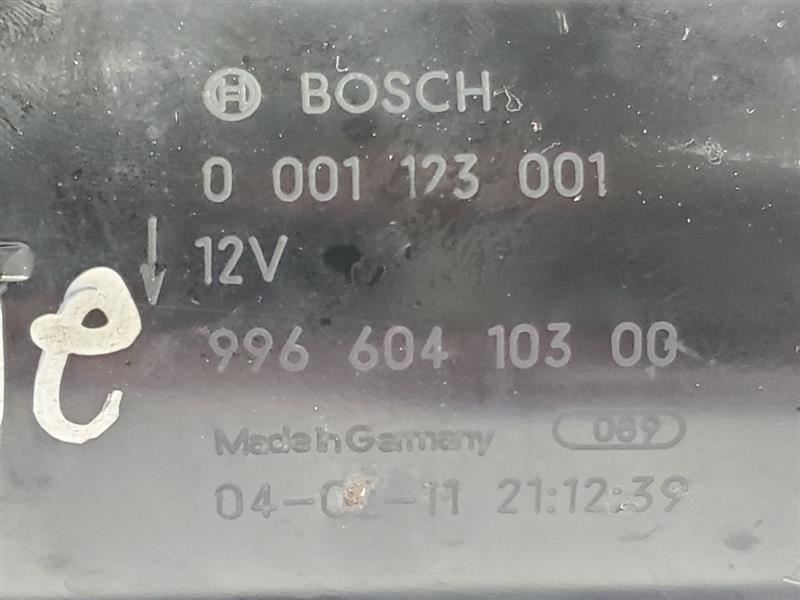 BOSCH
0 001 123 001
12V
996 604 103 00
Made in Germany 089
21:12:39